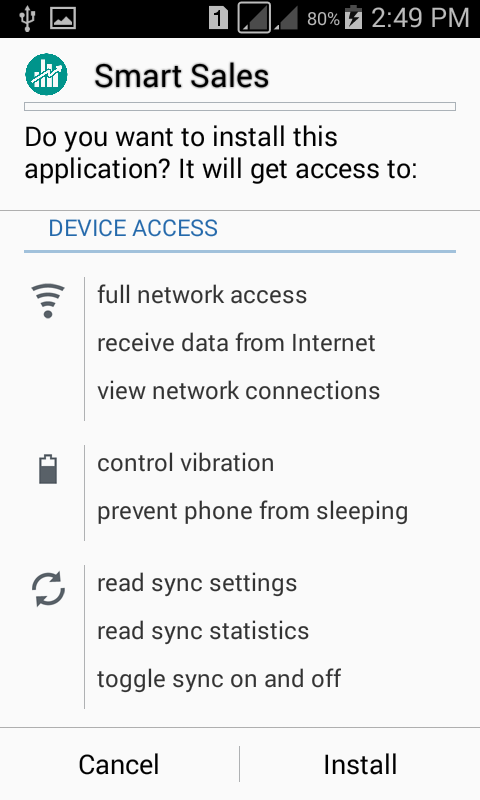 1 80% 2:49 PM
Smart Sales
Do you want to install this
application? It will get access to:
DEVICE ACCESS
full network access
receive data from Internet
view network connections
control vibration
prevent phone from sleeping
read sync settings
read sync statistics
toggle sync on and off
Cancel Install